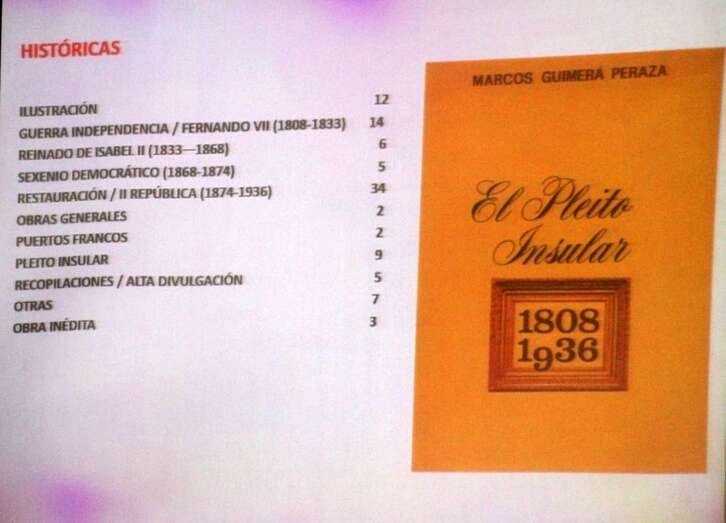 HISTÓRICAS
ILUSTRACIÓN 12
GUERRA INDEPENDENCIA / FERNANDO VII (1808-1833) 14
REINADO DE ISABEL II (1833—1868) 6
SEXENIO DEMOCRÁTICO (1868-1874) 5
RESTAURACIÓN / II REPÚBLICA (1874-1936) 34
OBRAS GENERALES 2
PUERTOS FRANCOS 2
PLEITO INSULAR 9
RECOPILACIONES / ALTA DIVULGACIÓN 5
OTRAS 7
OBRA INÉDITA 3
MARCOS GUIMERÁ PERAZA
El Pleito
Insular
1808
1936